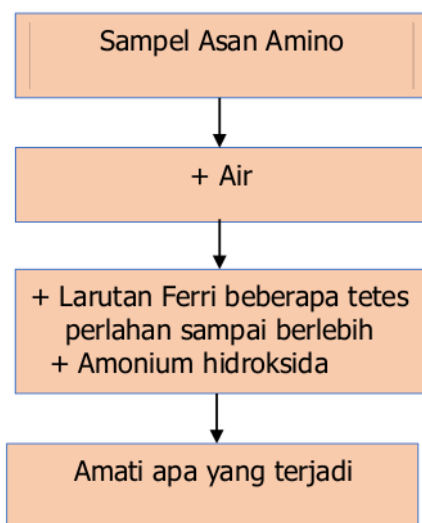 Sampel Asan Amino
+ Air
+ Larutan Ferri beberapa tetes
perlahan sampai berlebih
+ Amonium hidroksida
Amati apa yang terjadi